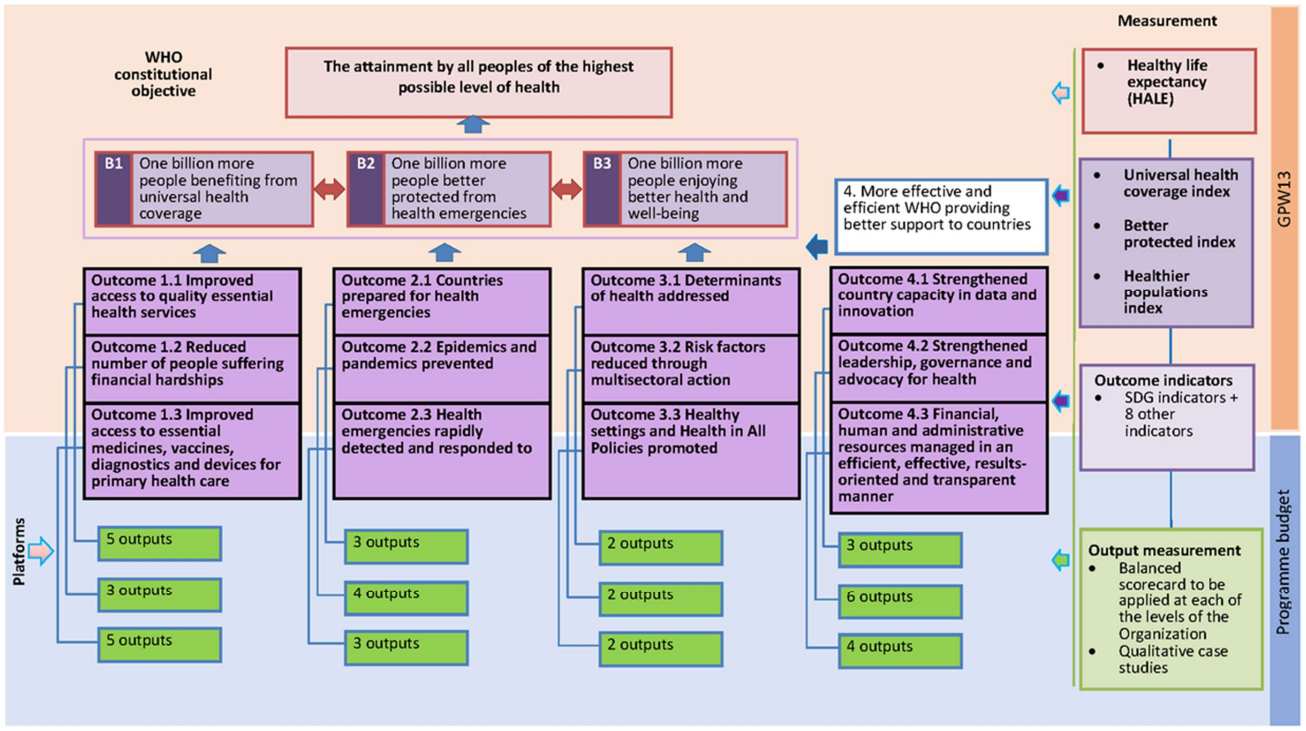 Measurement
WHO
constitutional
objective
The attainment by all peoples of the highest
possible level of health
• Healthy life
expectancy
(HALE)
B1
One billion more
people benefiting from
universal health
coverage
B2
One billion more
people better
protected from
health emergencies
B3
One billion more
people enjoying
better health and
well-being
4. More effective and
efficient WHO providing
better support to countries
• Universal health
coverage index
• Better
protected index
• Healthier
populations
index
GPW13
Outcome 1.1 Improved
access to quality essential
health services
Outcome 1.2 Reduced
number of people suffering
financial hardships
Outcome 1.3 Improved
access to essential
medicines, vaccines,
diagnostics and devices for
primary health care
Outcome 2.1 Countries
prepared for health
emergencies
Outcome 2.2 Epidemics and
pandemics prevented
Outcome 2.3 Health
emergencies rapidly
detected and responded to
Outcome 3.1 Determinants
of health addressed
Outcome 3.2 Risk factors
reduced through
multisectoral action
Outcome 3.3 Healthy
settings and Health in All
Policies promoted
Outcome 4.1 Strengthened
country capacity in data and
innovation
Outcome 4.2 Strengthened
leadership, governance and
advocacy for health
Outcome 4.3 Financial,
human and administrative
resources managed in an
efficient, effective, results-
oriented and transparent
manner
Outcome indicators
• SDG indicators +
8 other
indicators
Platforms
5 outputs
3 outputs
5 outputs
3 outputs
4 outputs
3 outputs
2 outputs
2 outputs
2 outputs
3 outputs
6 outputs
4 outputs
Output measurement
• Balanced
scorecard to be
applied at each of
the levels of the
Organization
• Qualitative case
studies
Programme budget